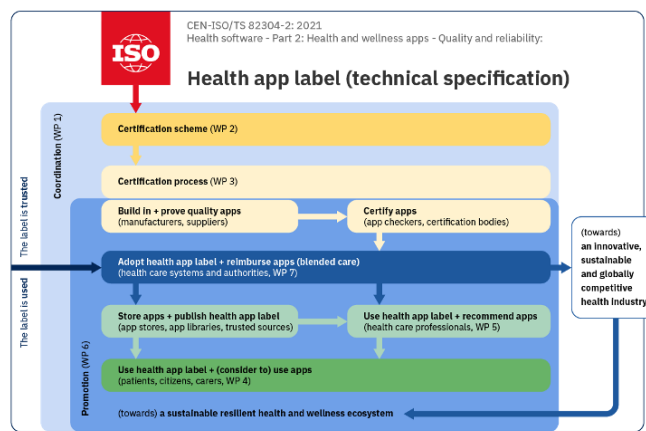 CEN-ISO/TS 82304-2: 2021
Health software - Part 2: Health and wellness apps - Quality and reliability:
ISO
Health app label (technical specification)
Certification scheme (WP 2)
Certification process (WP 3)
Coordination (WP 1)
The label is trusted
Build in + prove quality apps
(manufacturers, suppliers)
Certify apps
(app checkers, certification bodies)
Adopt health app label + reimburse apps (blended care)
(health care systems and authorities, WP 7)
(towards)
an innovative,
sustainable
and globally
competitive
health industry
The label is used
Store apps + publish health app label
(app stores, app libraries, trusted sources)
Use health app label + recommend apps
(health care professionals, WP 5)
Promotion (WP 6)
Use health app label + (consider to) use apps
(patients, citizens, carers, WP 4)
(towards) a sustainable resilient health and wellness ecosystem